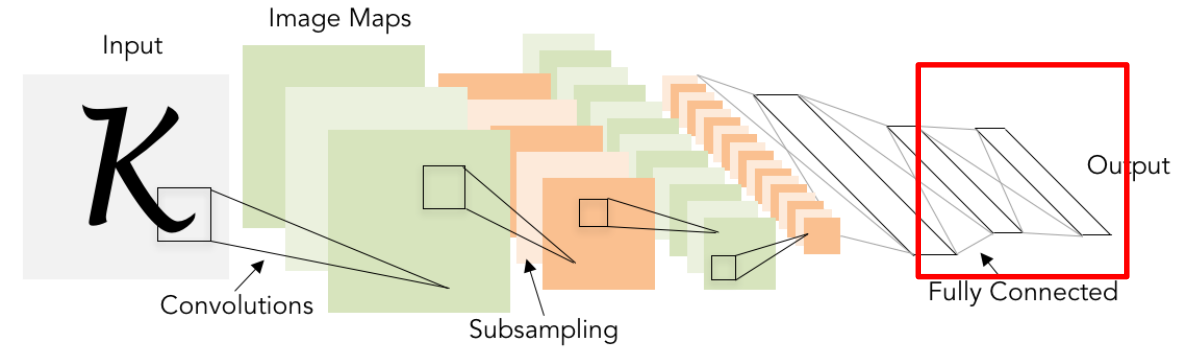 Image Maps
Input
K
Output
Convolutions
Subsampling
Fully Connected